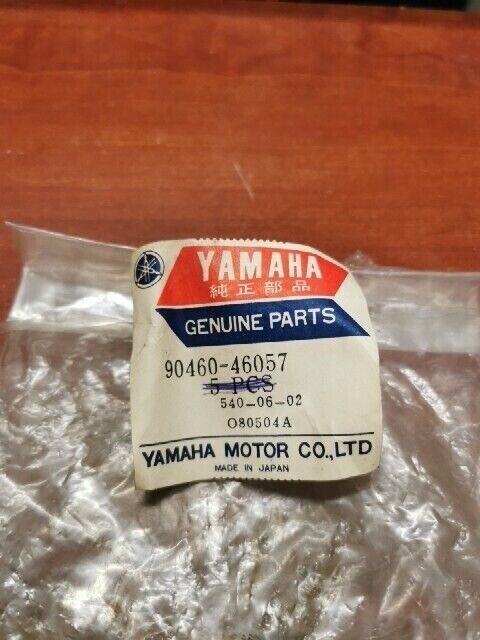 YAMAHA
純正部品
GENUINE PARTS
90460-46057
5 PCS
540-06-02
O80504A
YAMAHA MOTOR CO.,LTD
MADE IN JAPAN